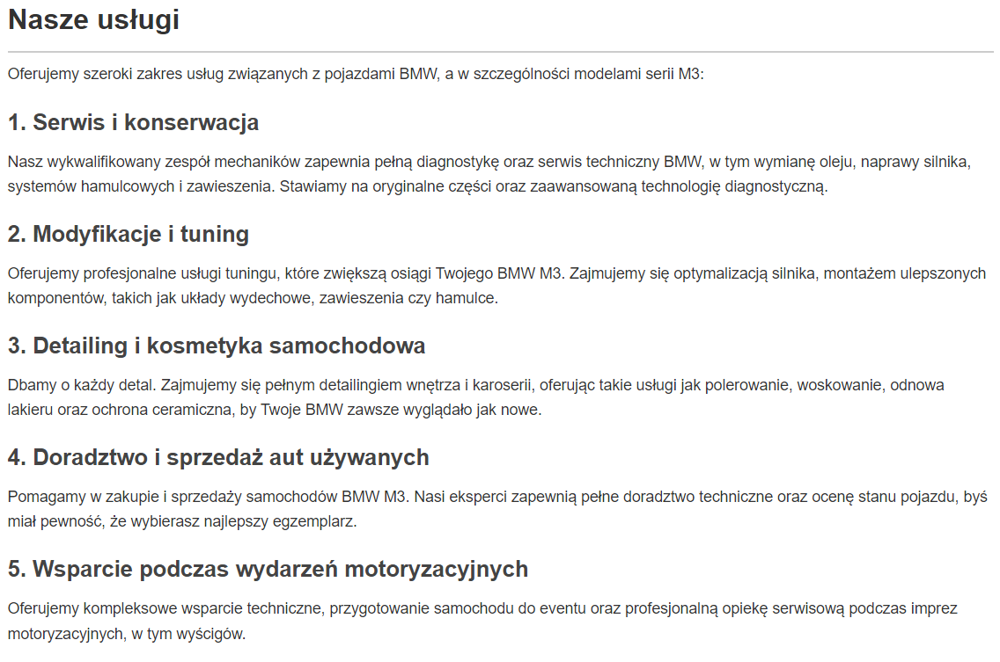 Nasze usługi
Oferujemy szeroki zakres usług związanych z pojazdami BMW, a w szczególności modelami serii M3:
1. Serwis i konserwacja
Nasz wykwalifikowany zespół mechaników zapewnia pełną diagnostykę oraz serwis techniczny BMW, w tym wymianę oleju, naprawy silnika,
systemów hamulcowych i zawieszenia. Stawiamy na oryginalne części oraz zaawansowaną technologię diagnostyczną.
2. Modyfikacje i tuning
Oferujemy profesjonalne usługi tuningu, które zwiększą osiągi Twojego BMW M3. Zajmujemy się optymalizacją silnika, montażem ulepszonych
komponentów, takich jak układy wydechowe, zawieszenia czy hamulce.
3. Detailing i kosmetyka samochodowa
Dbamy o każdy detal. Zajmujemy się pełnym detailingiem wnętrza i karoserii, oferując takie usługi jak polerowanie, woskowanie, odnowa
lakieru oraz ochrona ceramiczna, by Twoje BMW zawsze wyglądało jak nowe.
4. Doradztwo i sprzedaż aut używanych
Pomagamy w zakupie i sprzedaży samochodów BMW M3. Nasi eksperci zapewnią pełne doradztwo techniczne oraz ocenę stanu pojazdu, byś
miał pewność, że wybierasz najlepszy egzemplarz.
5. Wsparcie podczas wydarzeń motoryzacyjnych
Oferujemy kompleksowe wsparcie techniczne, przygotowanie samochodu do eventu oraz profesjonalną opiekę serwisową podczas imprez
motoryzacyjnych, w tym wyścigów.